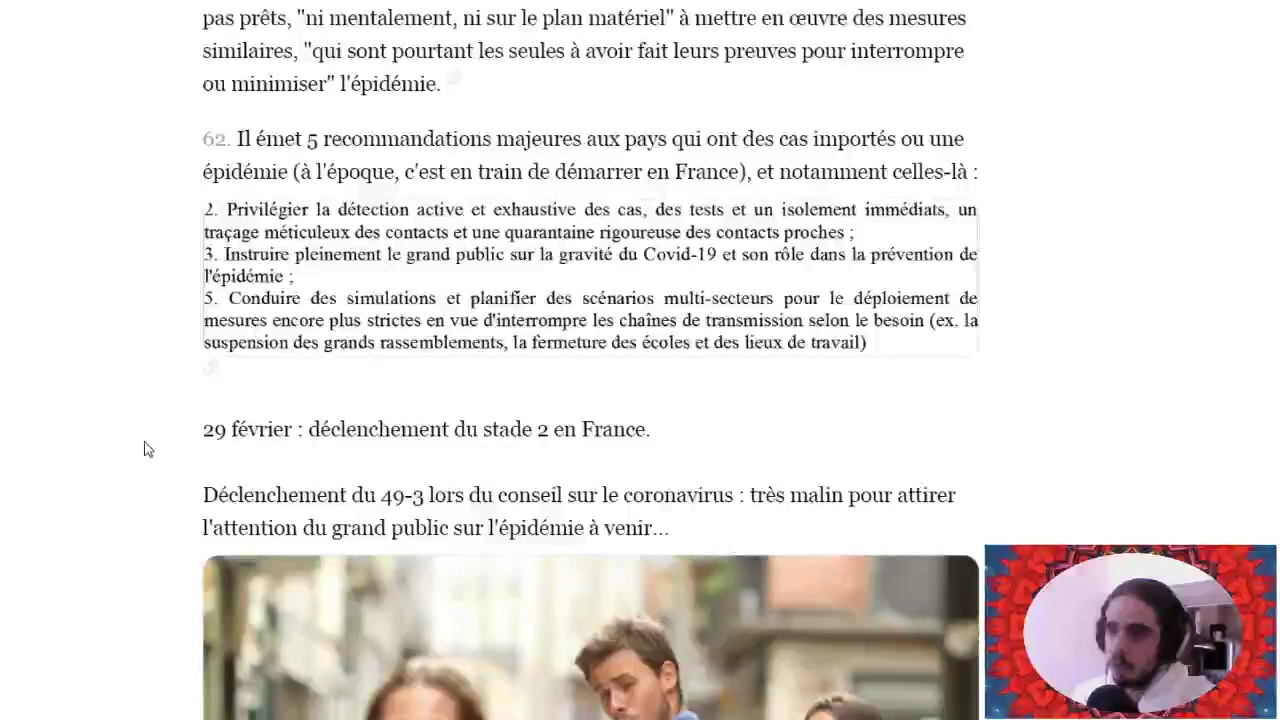 pas prêts, "ni mentalement, ni sur le plan matériel" à mettre en œuvre des mesures
similaires, "qui sont pourtant les seules à avoir fait leurs preuves pour interrompre
ou minimiser" l'épidémie.
62. Il émet 5 recommandations majeures aux pays qui ont des cas importés ou une
épidémie (à l'époque, c'est en train de démarrer en France), et notamment celles-là :
2. Privilégier la détection active et exhaustive des cas, des tests et un isolement immédiats, un
traçage méticuleux des contacts et une quarantaine rigoureuse des contacts proches ;
3. Instruire pleinement le grand public sur la gravité du Covid-19 et son rôle dans la prévention de
l'épidémie ;
5. Conduire des simulations et planifier des scénarios multi-secteurs pour le déploiement de
mesures encore plus strictes en vue d'interrompre les chaînes de transmission selon le besoin (ex. la
suspension des grands rassemblements, la fermeture des écoles et des lieux de travail)
29 février : déclenchement du stade 2 en France.
Déclenchement du 49-3 lors du conseil sur le coronavirus : très malin pour attirer
l'attention du grand public sur l'épidémie à venir...